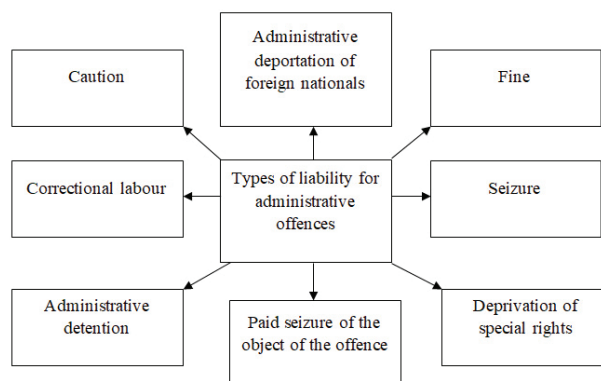 Administrative
deportation of
foreign nationals
Caution
Fine
Correctional labour
Types of liability for
administrative
offences
Seizure
Administrative
detention
Paid seizure of the
object of the offence
Deprivation of
special rights